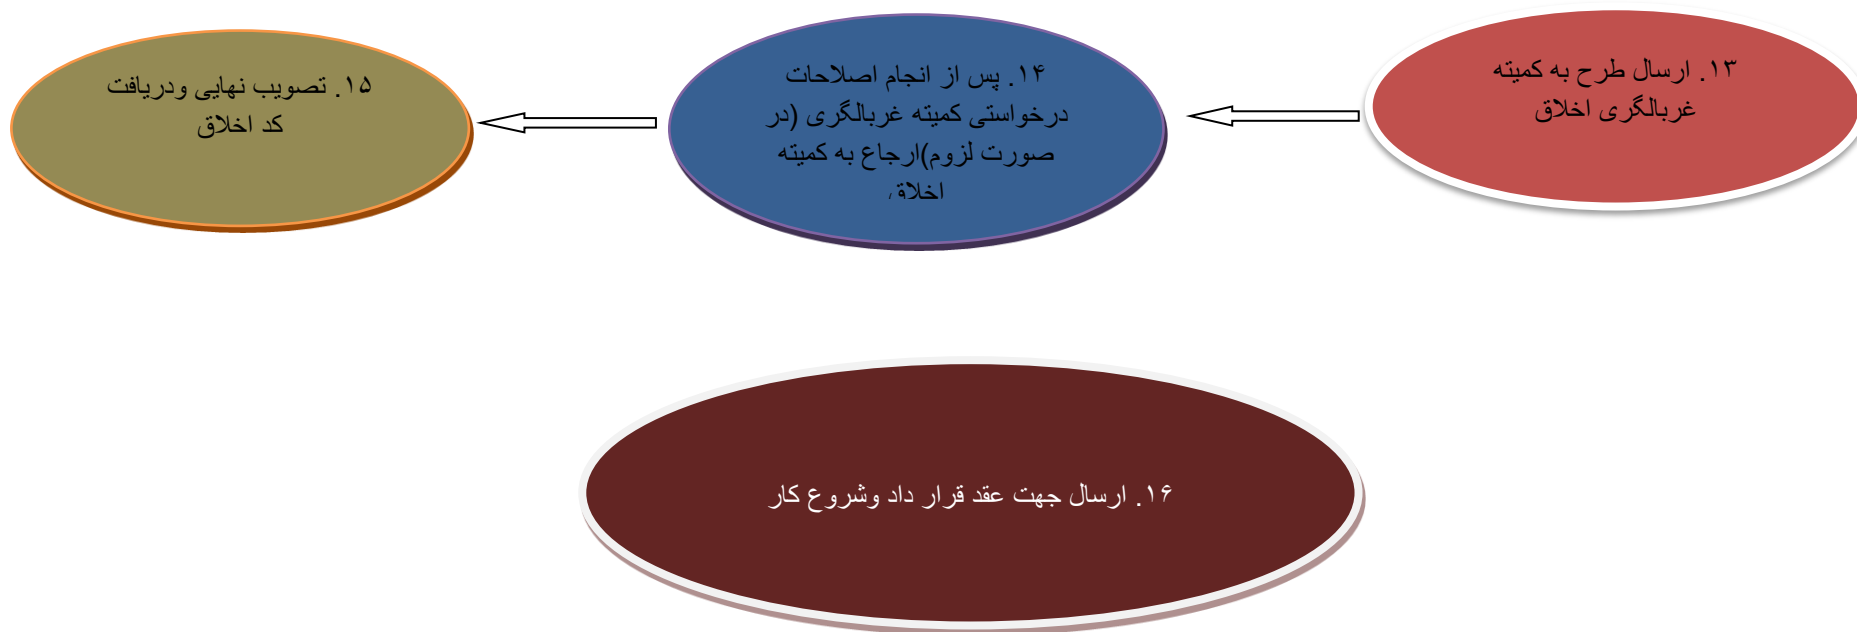 ۱۳. ارسال طرح به کمیته
غربالگری اخلاق
۱۴. پس از انجام اصلاحات
درخواستی کمیته غربالگری (در
صورت لزوم)ارجاع به کمیته
اخلاق
۱۵. تصویب نهایی ودریافت
کد اخلاق
۱۶. ارسال جهت عقد قرار داد وشروع کار